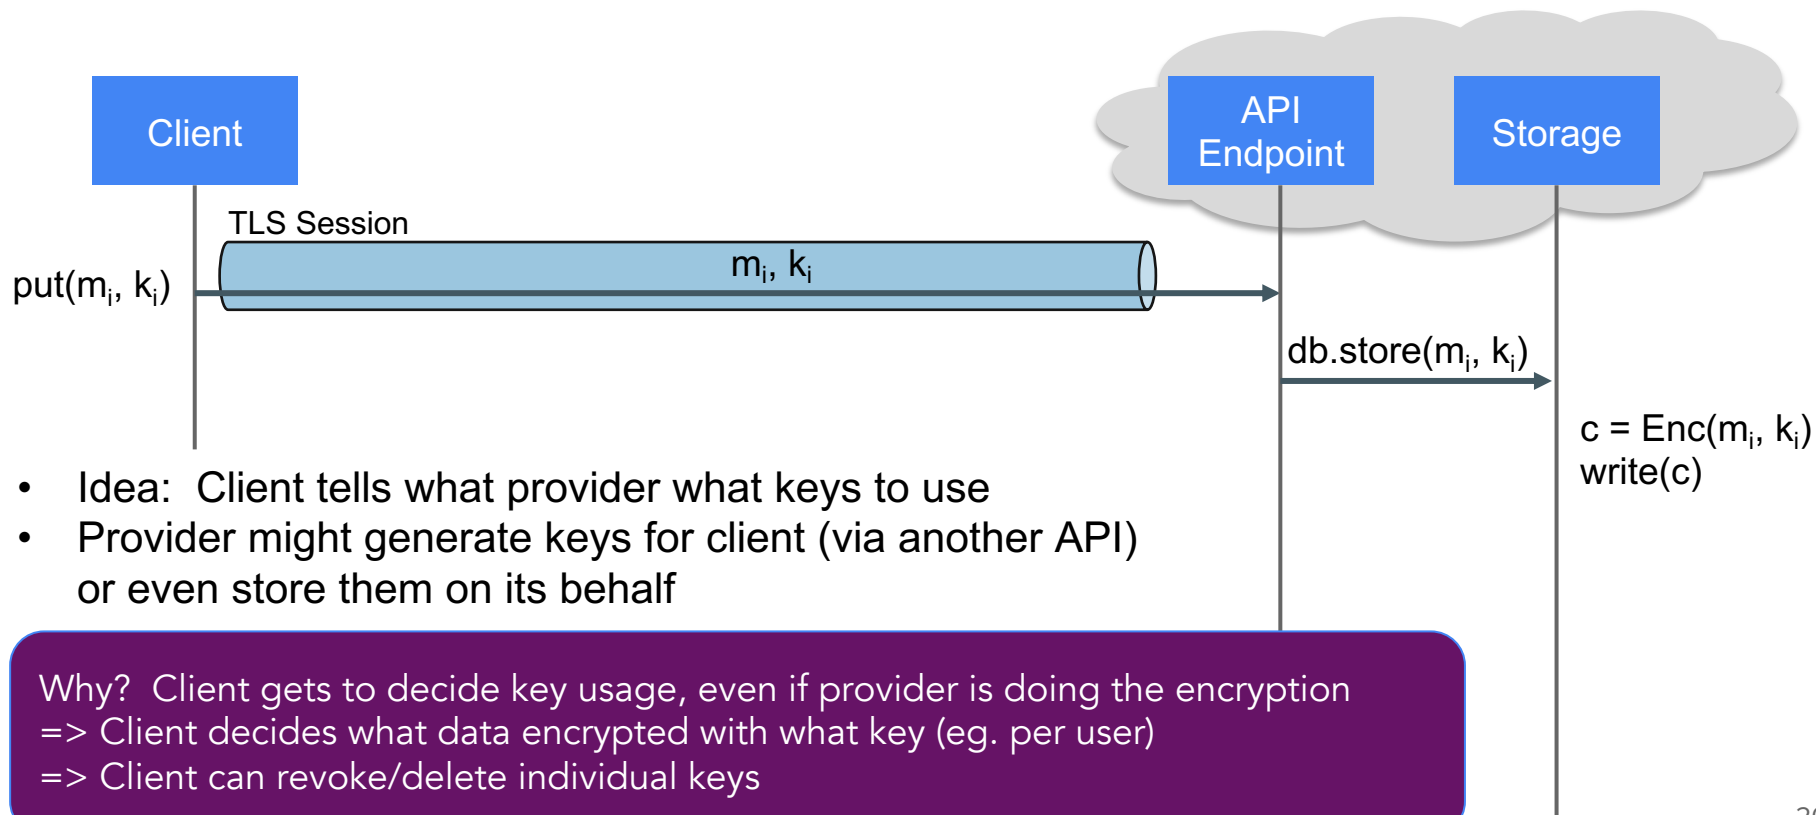 Client
API
Endpoint
Storage
TLS Session
put(mᵢ, kᵢ)
mᵢ, kᵢ
db.store(mᵢ, kᵢ)
c = Enc(mᵢ, kᵢ)
write(c)
• Idea: Client tells what provider what keys to use
• Provider might generate keys for client (via another API)
or even store them on its behalf
Why? Client gets to decide key usage, even if provider is doing the encryption
=> Client decides what data encrypted with what key (eg. per user)
=> Client can revoke/delete individual keys